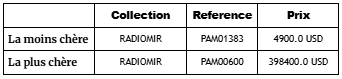 Collection Reference Prix
La moins chère RADIOMIR PAM01383 4900.0 USD
La plus chère RADIOMIR PAM00600 398400.0 USD